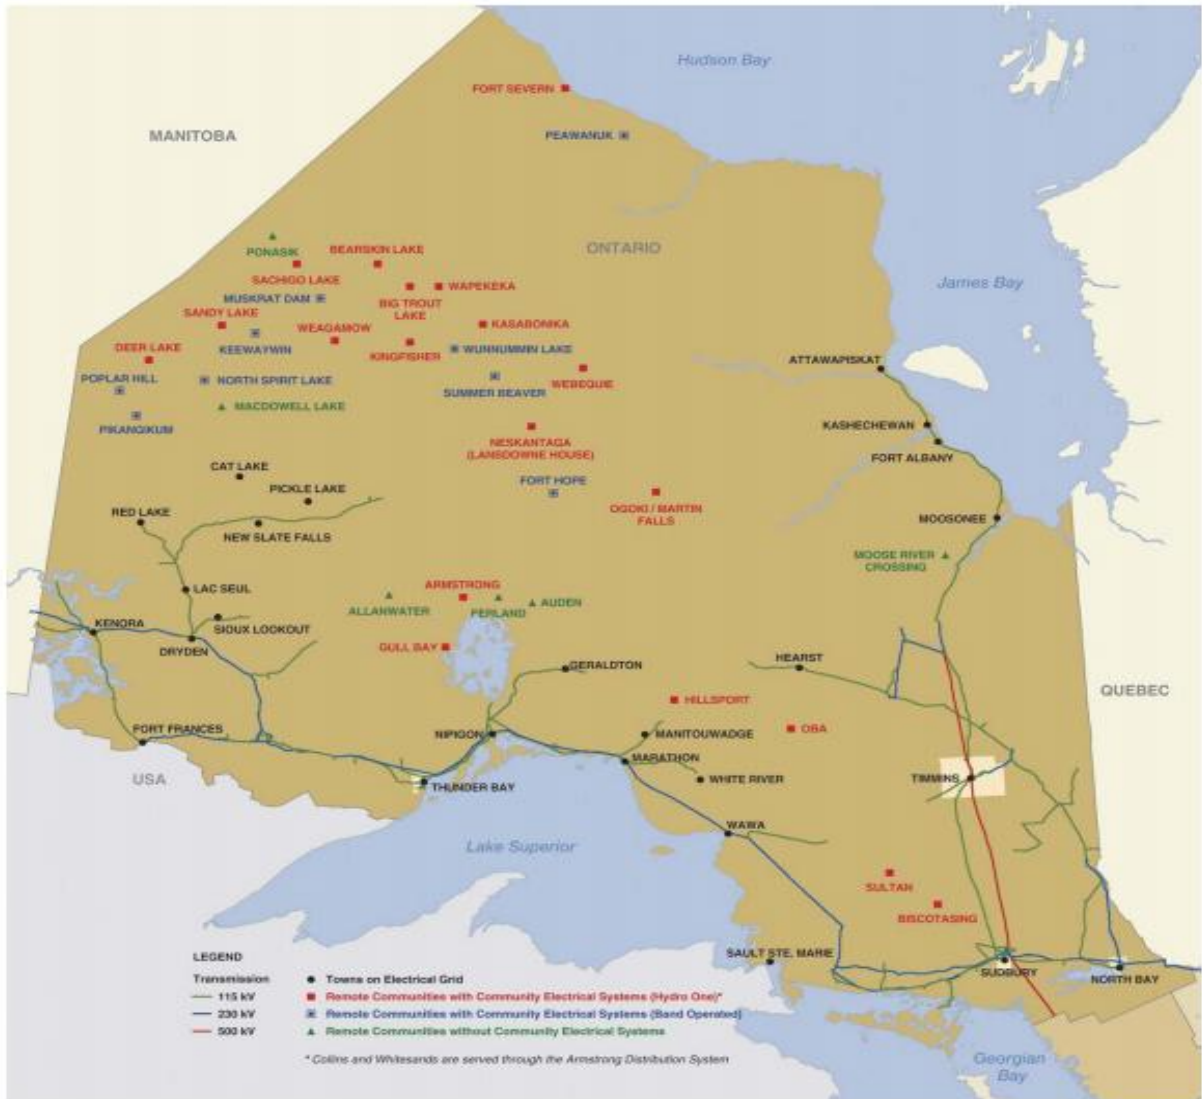 Hudson Bay
FORT SEVERN
PEAWANUK
MANITOBA
ONTARIO
PONASIK
BEARSKIN LAKE
SACHIGO LAKE
WAPEKEKA
James Bay
MUSKRAT DAM
BIG TROUT
LAKE
SANDY LAKE
WEAGAMOW
KASABONIKA
DEER LAKE
KEEWAYWIN
KINGFISHER
WUNNUMMIN LAKE
ATTAWAPISKAT
POPLAR HILL
NORTH SPIRIT LAKE
WEBEQUIE
SUMMER BEAVER
MACDOWELL LAKE
PIKANGIKUM
KASHECHEWAN
NESKANTAGA
(LANSDOWNE HOUSE)
FORT ALBANY
CAT LAKE
FORT HOPE
PICKLE LAKE
OGOKI / MARTIN
FALLS
RED LAKE
MOOSONEE
NEW SLATE FALLS
MOOSE RIVER
CROSSING
LAC SEUL
ARMSTRONG
ALLANWATER
FERLAND
AUDEN
KENORA
SIOUX LOOKOUT
DRYDEN
GULL BAY
GERALDTON
HEARST
QUEBEC
HILLSPORT
FORT FRANCES
NIPIGON
MANITOUWADGE
OBA
MARATHON
USA
THUNDER BAY
WHITE RIVER
TIMMINS
WAWA
Lake Superior
SULTAN
BISCOTASING
SAULT STE. MARIE
SUDBURY
NORTH BAY
LEGEND
Transmission
115 kV
230 kV
500 kV
Towns on Electrical Grid
Remote Communities with Community Electrical Systems (Hydro One)*
Remote Communities with Community Electrical Systems (Band Operated)
Remote Communities without Community Electrical Systems
* Collins and Whitesands are served through the Armstrong Distribution System
Georgian
Bay